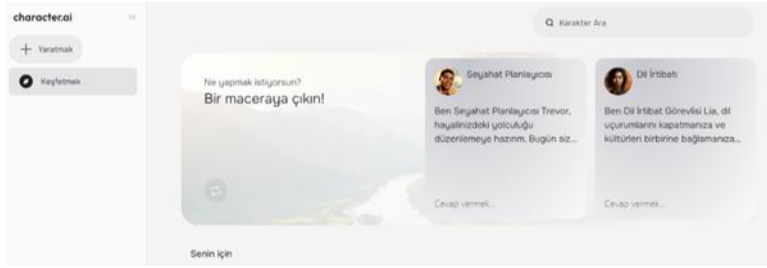 character.ai
Yaratmak
Keşfetmek
Karakter Ara
Ne yapmak istiyorsun?
Bir maceraya çıkın!
Seyahat Planlayıcısı
Ben Seyahat Planlayıcısı Trevor,
hayalinizdeki yolculuğu
düzenlemeye hazırım. Bugün siz...
Cevap vermek...
Dil İrtibatı
Ben Dil İrtibat Görevlisi Lia, dil
uçurumlarını kapatmanıza ve
kültürleri birbirine bağlamanıza...
Cevap vermek...
Senin için